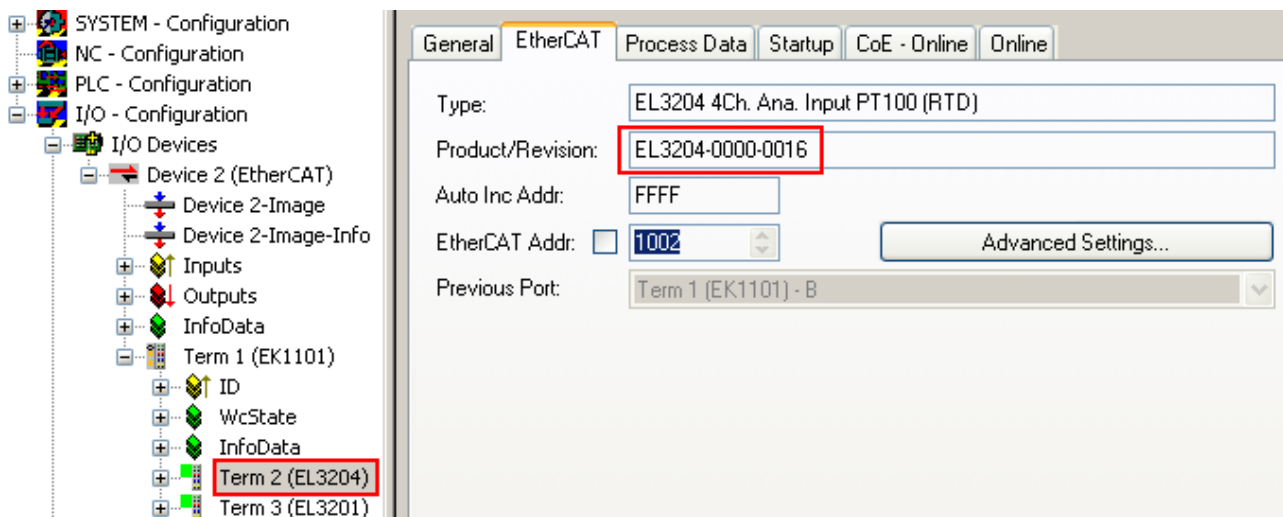 SYSTEM - Configuration
NC - Configuration
PLC - Configuration
I/O - Configuration
I/O Devices
Device 2 (EtherCAT)
Device 2-Image
Device 2-Image-Info
Inputs
Outputs
InfoData
Term 1 (EK1101)
ID
WcState
InfoData
Term 2 (EL3204)
Term 3 (EL3201)
General EtherCAT Process Data Startup CoE - Online Online
Type: EL3204 4Ch. Ana. Input PT100 (RTD)
Product/Revision: EL3204-0000-0016
Auto Inc Addr: FFFF
EtherCAT Addr: 1002 Advanced Settings...
Previous Port: Term 1 (EK1101) - B